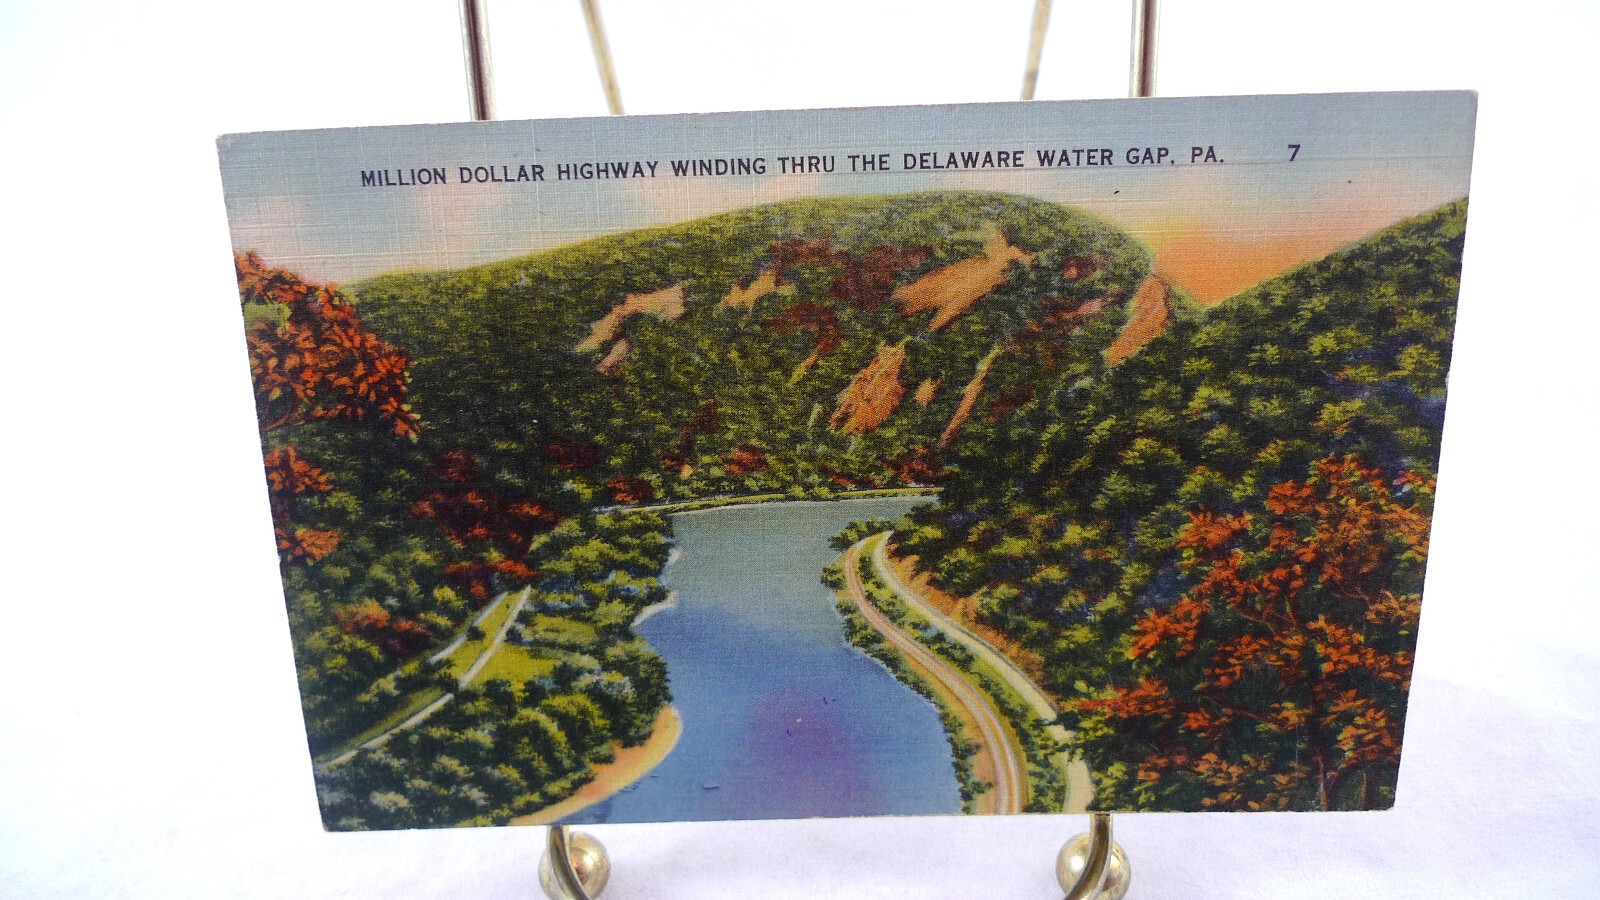 MILLION DOLLAR HIGHWAY WINDING THRU THE DELAWARE WATER GAP, PA. 7